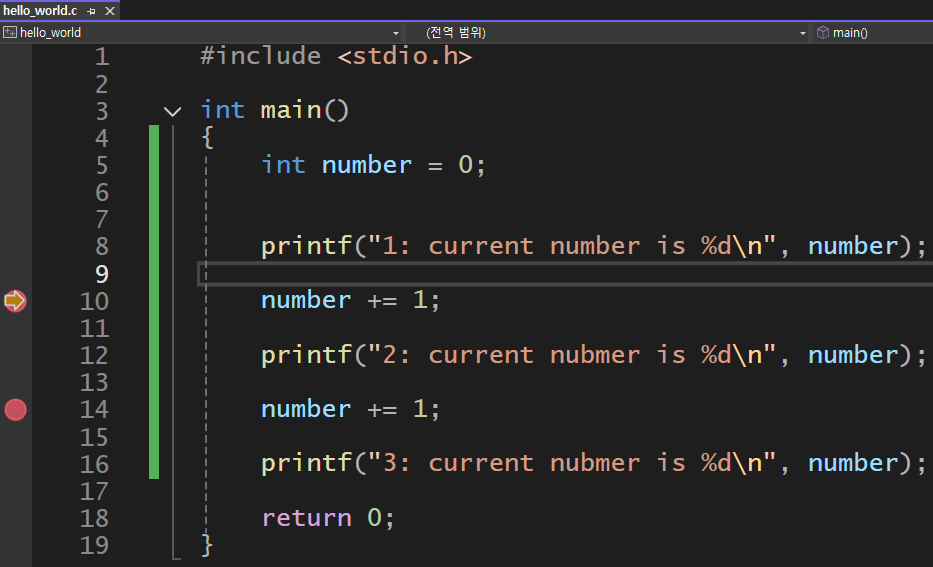 hello_world.c
hello_world (전역 범위) main()
1 #include <stdio.h>
2
3 int main()
4 {
5 int number = 0;
6
7
8 printf("1: current number is %d\n", number);
9
10 number += 1;
11
12 printf("2: current nubmer is %d\n", number);
13
14 number += 1;
15
16 printf("3: current nubmer is %d\n", number);
17
18 return 0;
19 }